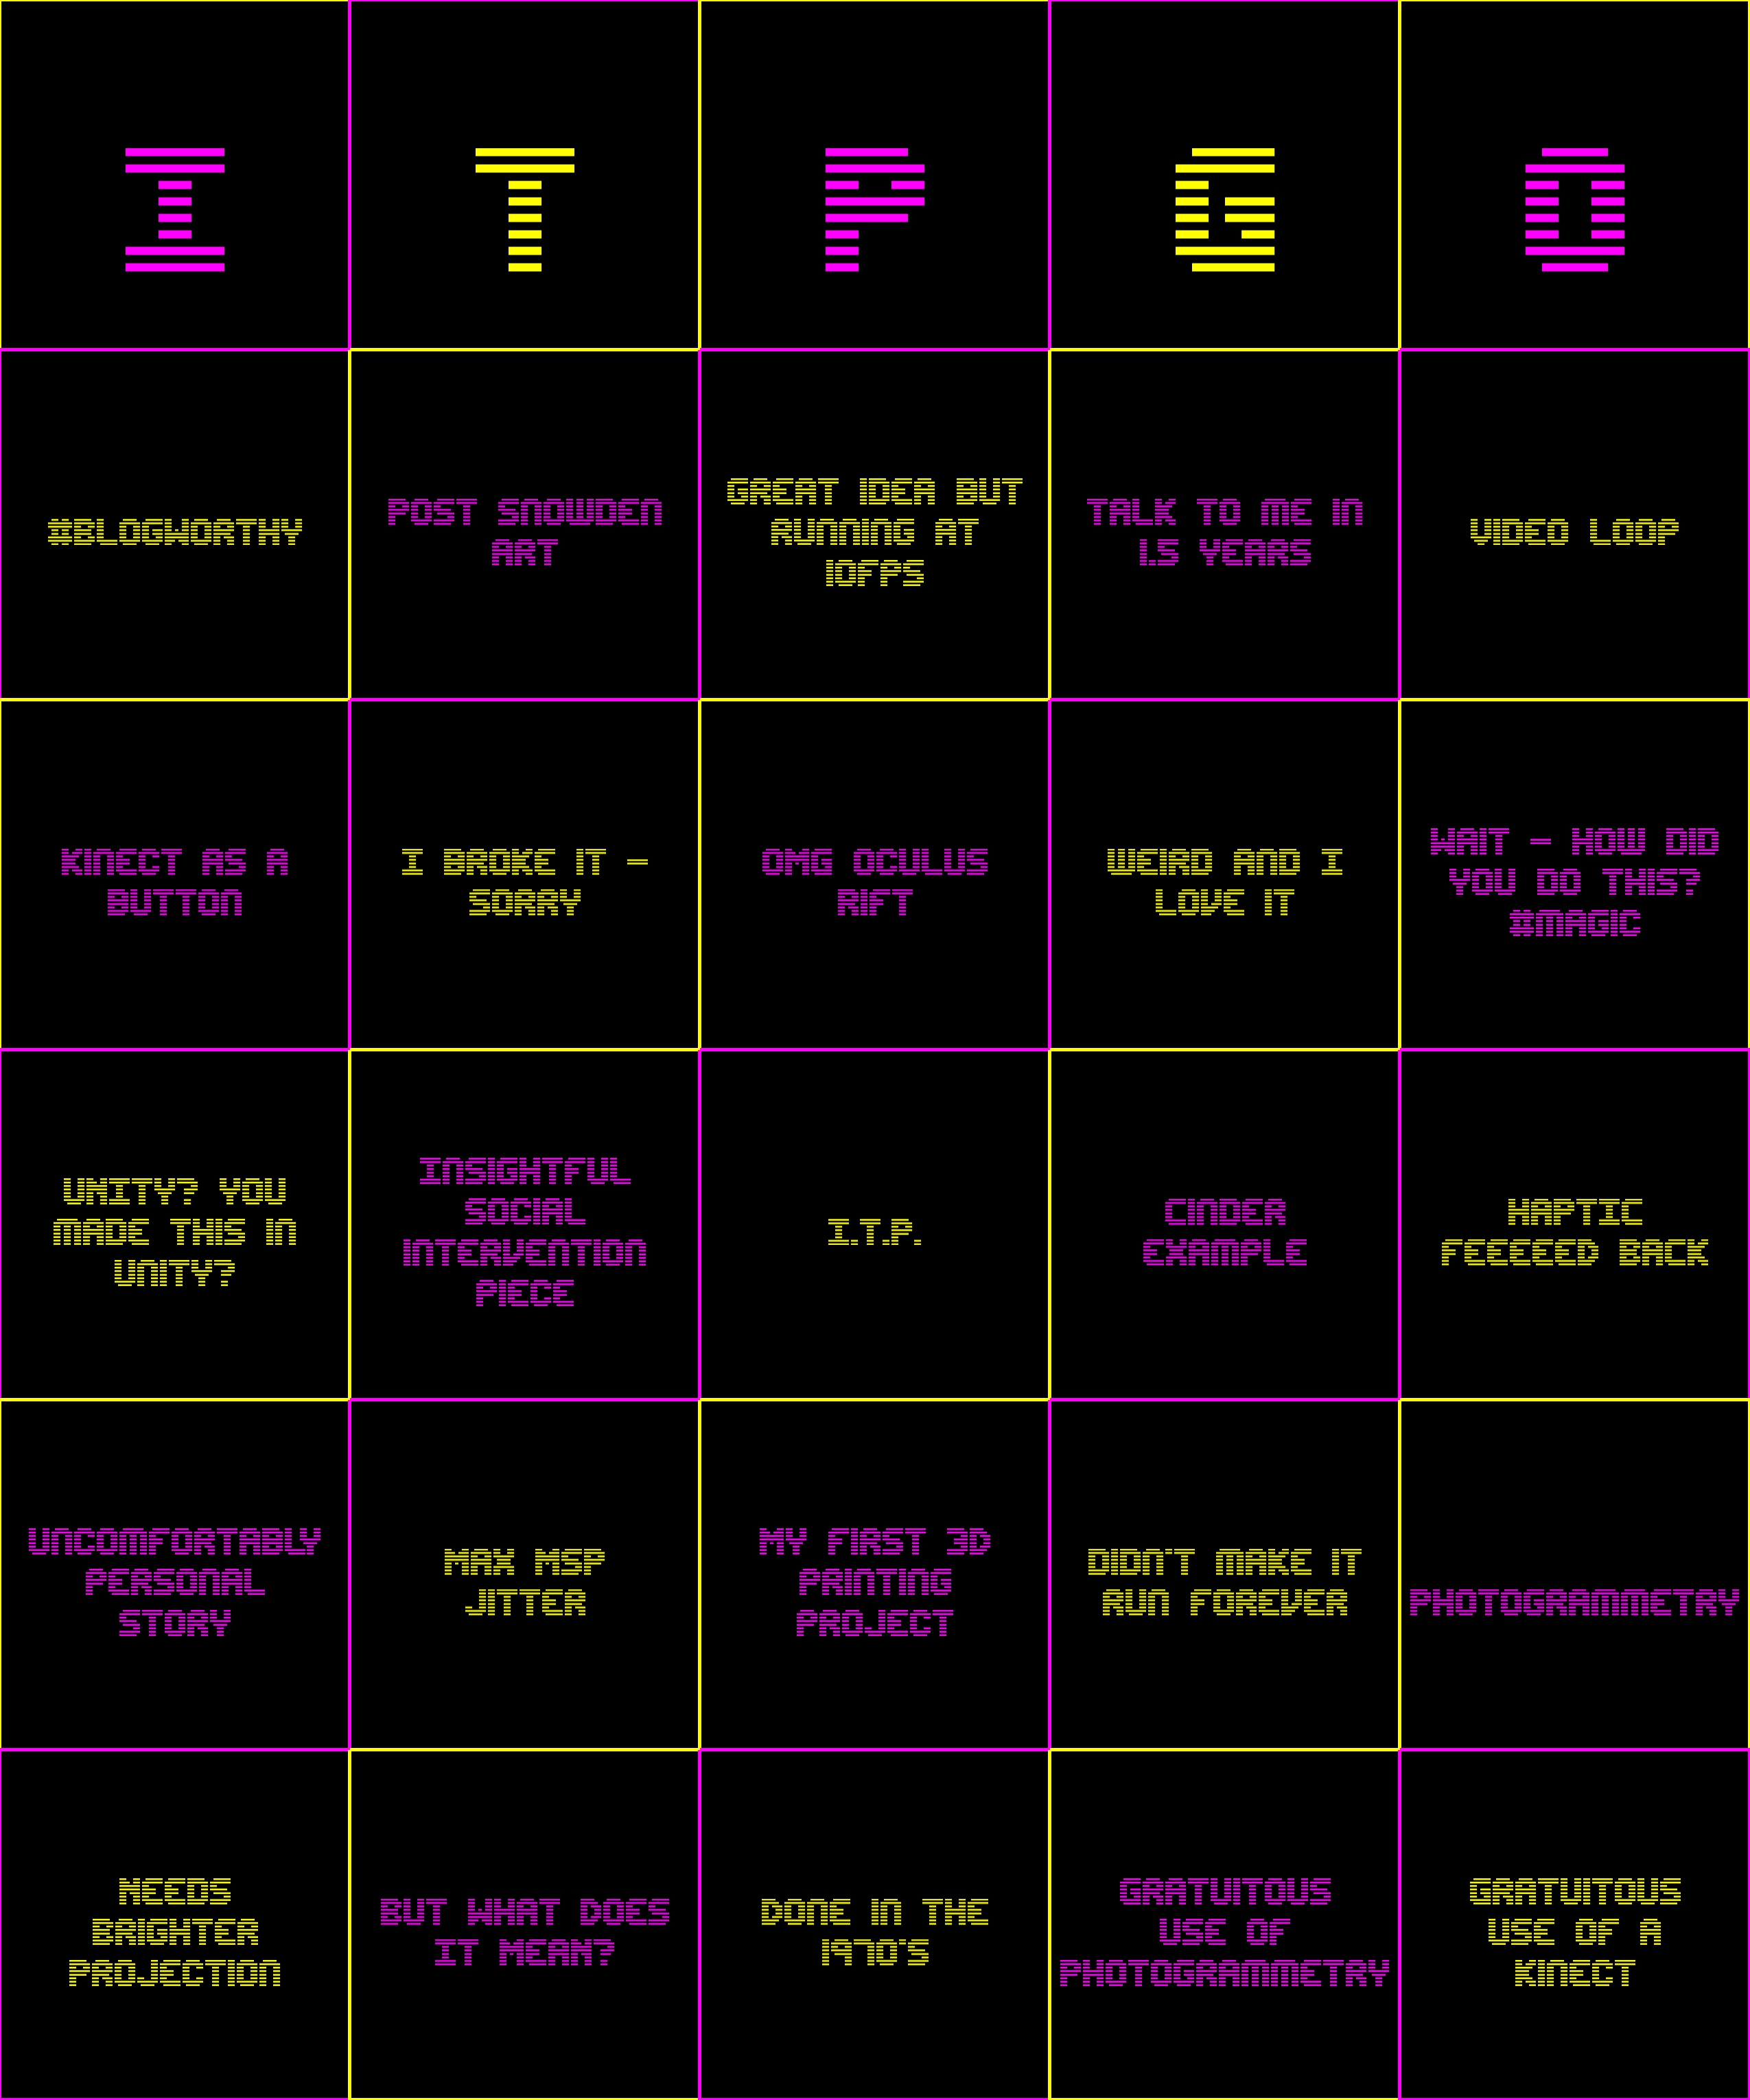 I
T
P
G
O
#BLOGWORTHY
POST SNOWDEN
ART
GREAT IDEA BUT
RUNNING AT
10FPS
TALK TO ME IN
1.5 YEARS
VIDEO LOOP
KINECT AS A
BUTTON
I BROKE IT -
SORRY
OMG OCULUS
RIFT
WEIRD AND I
LOVE IT
WAIT - HOW DID
YOU DO THIS?
#MAGIC
UNITY? YOU
MADE THIS IN
UNITY?
INSIGHTFUL
SOCIAL
INTERVENTION
PIECE
I.T.P.
CINDER
EXAMPLE
HAPTIC
FEEEEED BACK
UNCOMFORTABLY
PERSONAL
STORY
MAX MSP
JITTER
MY FIRST 3D
PRINTING
PROJECT
DIDN'T MAKE IT
RUN FOREVER
PHOTOGRAMMETRY
NEEDS
BRIGHTER
PROJECTION
BUT WHAT DOES
IT MEAN?
DONE IN THE
1970'S
GRATUITOUS
USE OF
PHOTOGRAMMETRY
GRATUITOUS
USE OF A
KINECT